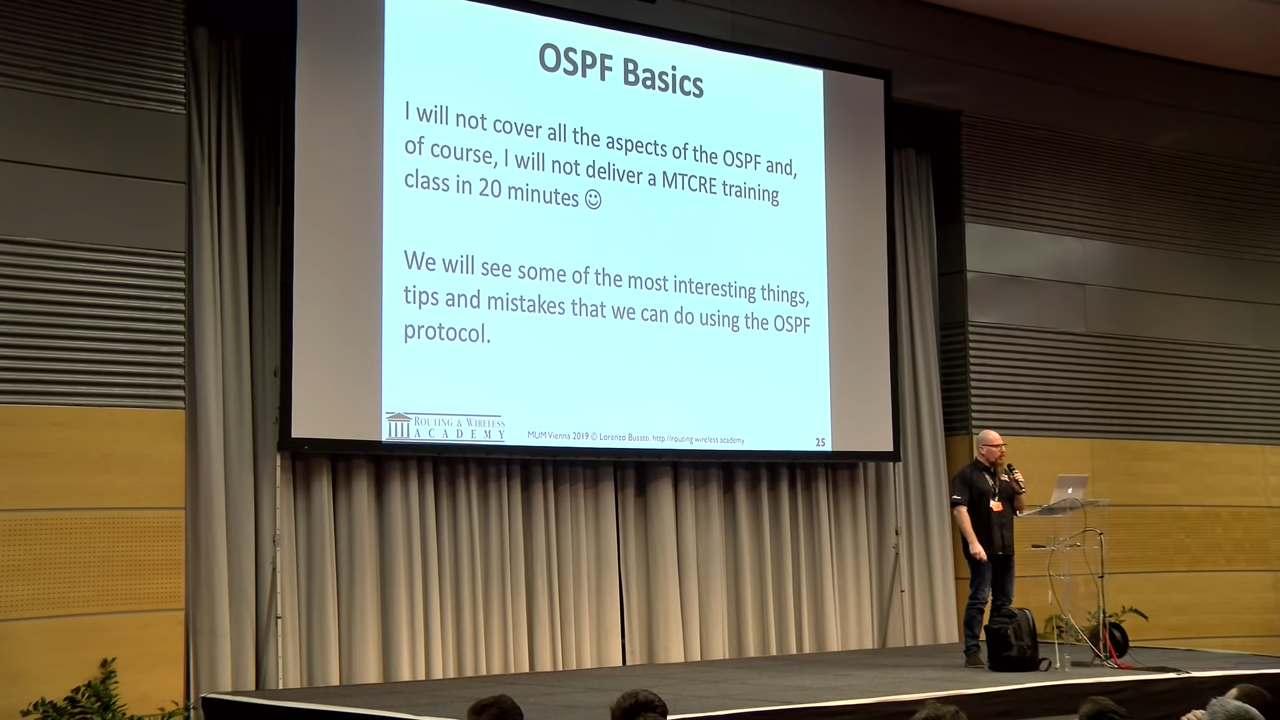 OSPF Basics
I will not cover all the aspects of the OSPF and,
of course, I will not deliver a MTCRE training
class in 20 minutes ☺
We will see some of the most interesting things,
tips and mistakes that we can do using the OSPF
protocol.
ROUTING & WIRELESS
ACADEMY
MUM Vienna 2019 © Lorenzo Busatti, http://routing.wireless.academy
25